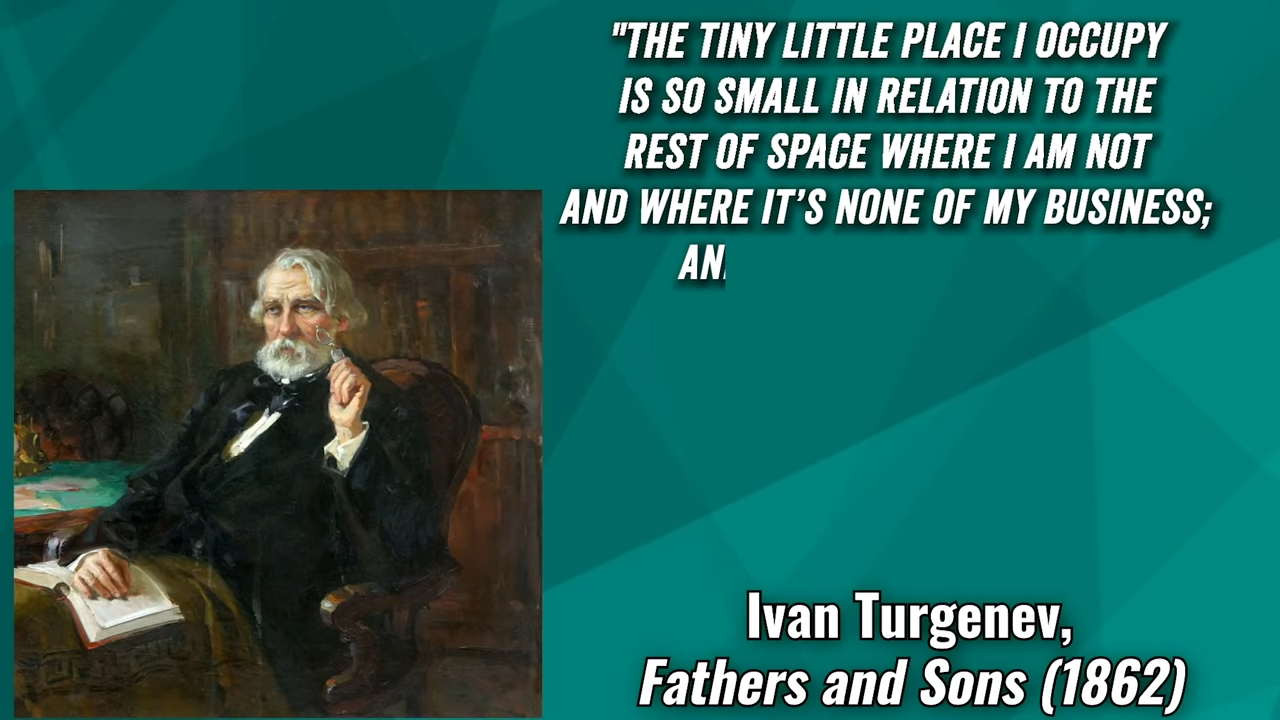 "THE TINY LITTLE PLACE I OCCUPY
IS SO SMALL IN RELATION TO THE
REST OF SPACE WHERE I AM NOT
AND WHERE IT’S NONE OF MY BUSINESS;
Ivan Turgenev,
Fathers and Sons (1862)